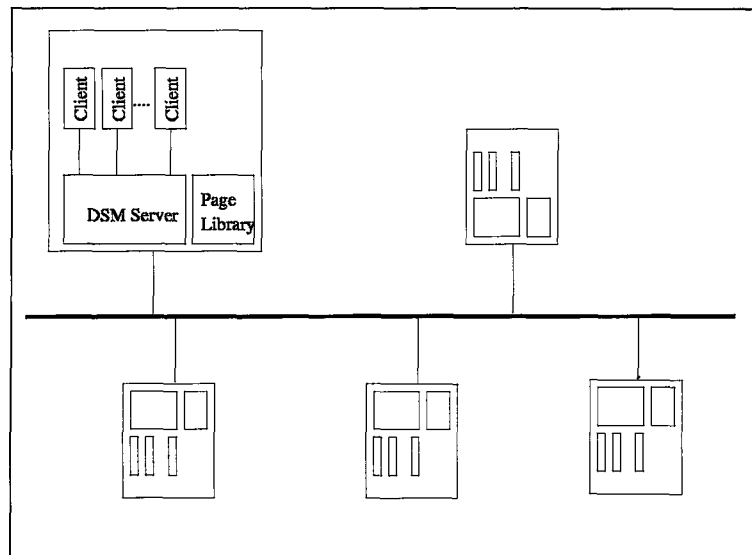 Client
Client
....
Client
DSM Server
Page
Library